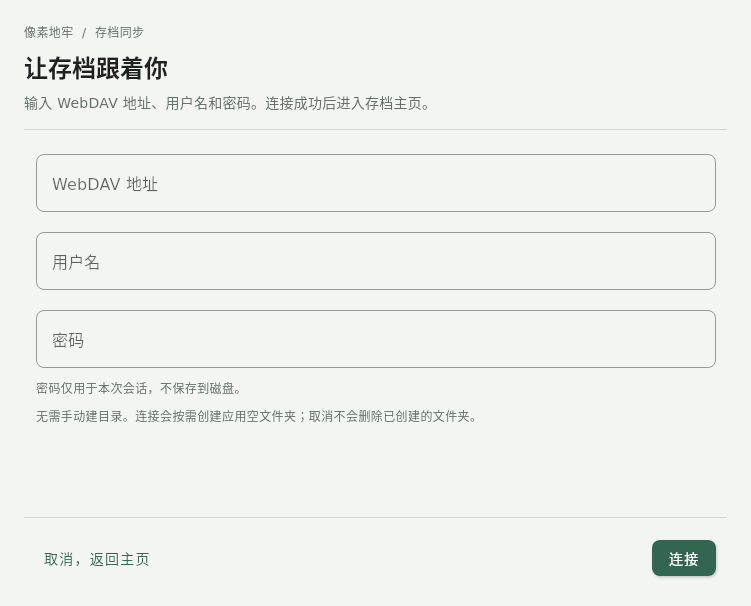 像素地牢 / 存档同步
让存档跟着你
输入 WebDAV 地址、用户名和密码。连接成功后进入存档主页。
WebDAV 地址
用户名
密码
密码仅用于本次会话，不保存到磁盘。
无需手动建目录。连接会按需创建应用空文件夹；取消不会删除已创建的文件夹。
取消，返回主页
连接